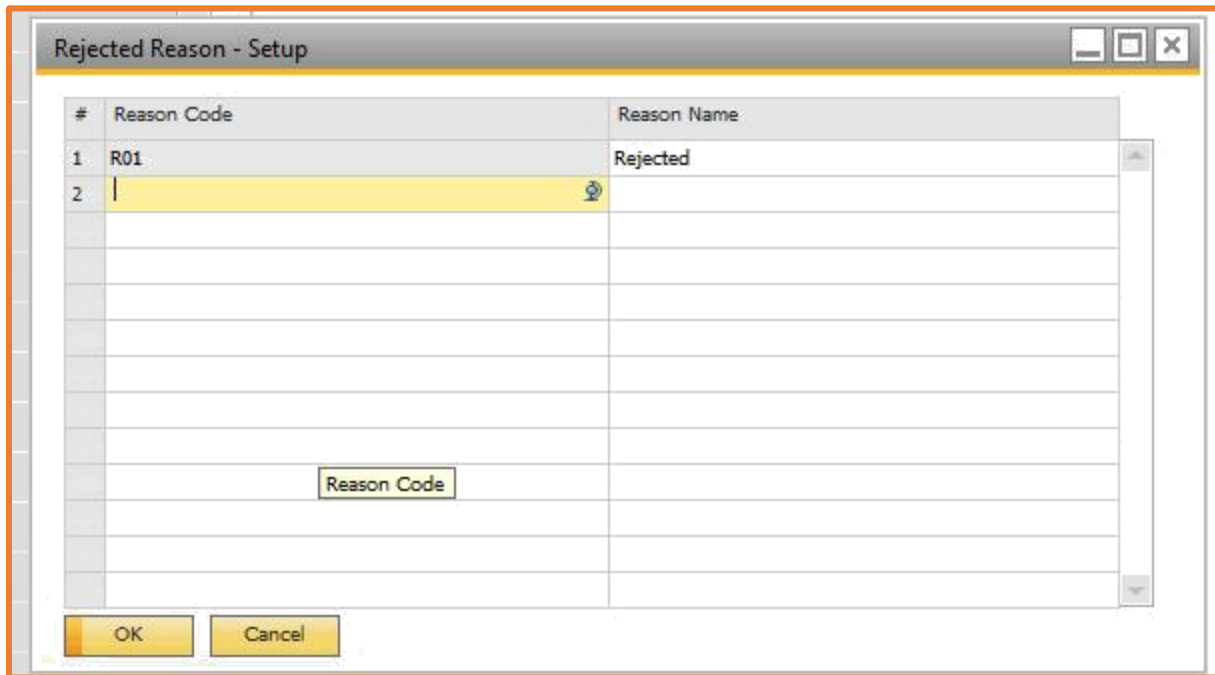 Rejected Reason - Setup
# Reason Code Reason Name
1 R01 Rejected
2
Reason Code
OK Cancel